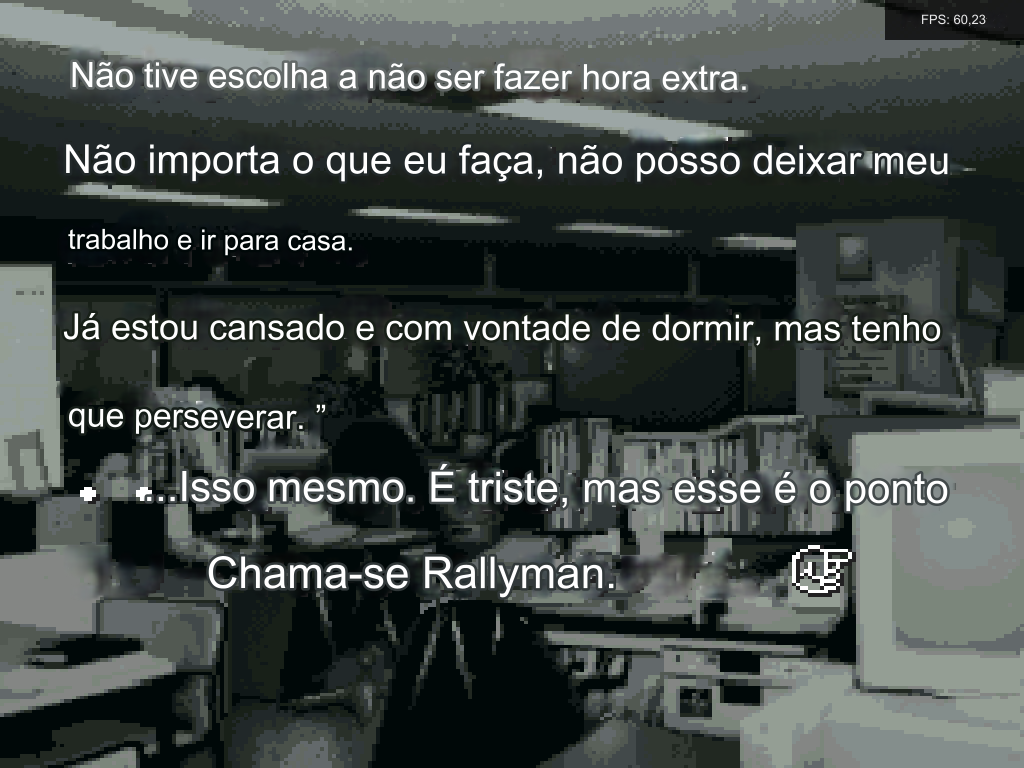 FPS: 60,23
Não tive escolha a não ser fazer hora extra.
Não importa o que eu faça, não posso deixar meu
trabalho e ir para casa.
Já estou cansado e com vontade de dormir, mas tenho
que perseverar. ”
...Isso mesmo. É triste, mas esse é o ponto
Chama-se Rallyman.